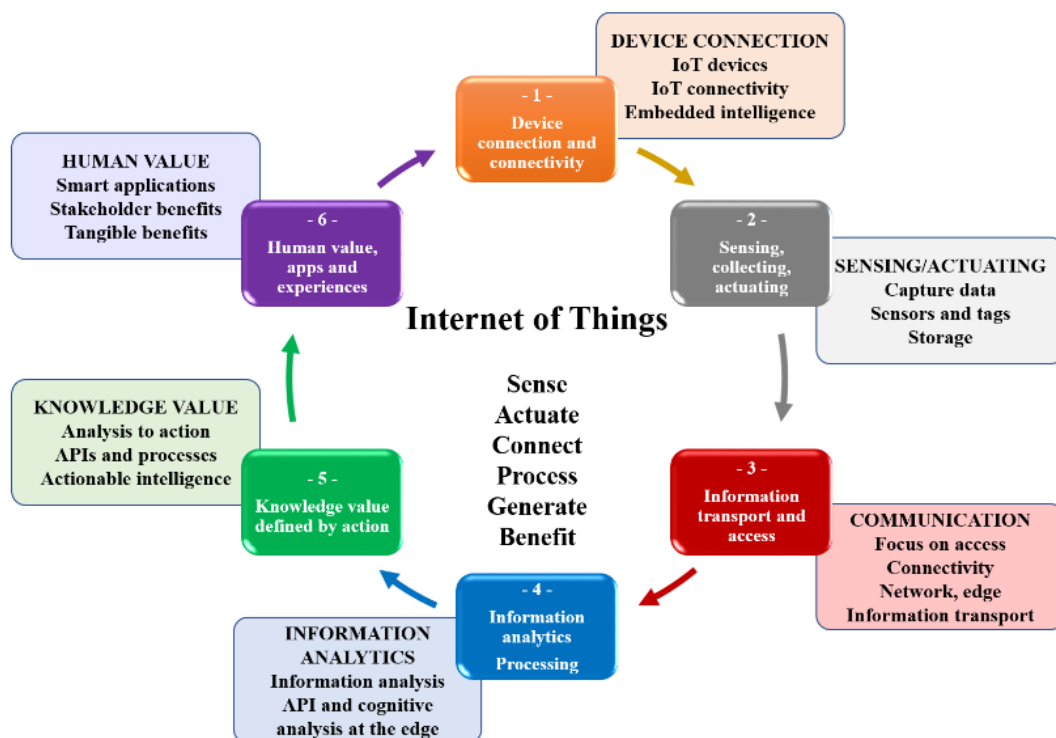 DEVICE CONNECTION
IoT devices
IoT connectivity
Embedded intelligence
- 1 -
Device
connection and
connectivity
HUMAN VALUE
Smart applications
Stakeholder benefits
Tangible benefits
- 6 -
Human value,
apps and
experiences
- 2 -
Sensing,
collecting,
actuating
SENSING/ACTUATING
Capture data
Sensors and tags
Storage
Internet of Things
Sense
Actuate
Connect
Process
Generate
Benefit
KNOWLEDGE VALUE
Analysis to action
APIs and processes
Actionable intelligence
- 5 -
Knowledge value
defined by action
- 3 -
Information
transport and
access
COMMUNICATION
Focus on access
Connectivity
Network, edge
Information transport
- 4 -
Information
analytics
Processing
INFORMATION
ANALYTICS
Information analysis
API and cognitive
analysis at the edge